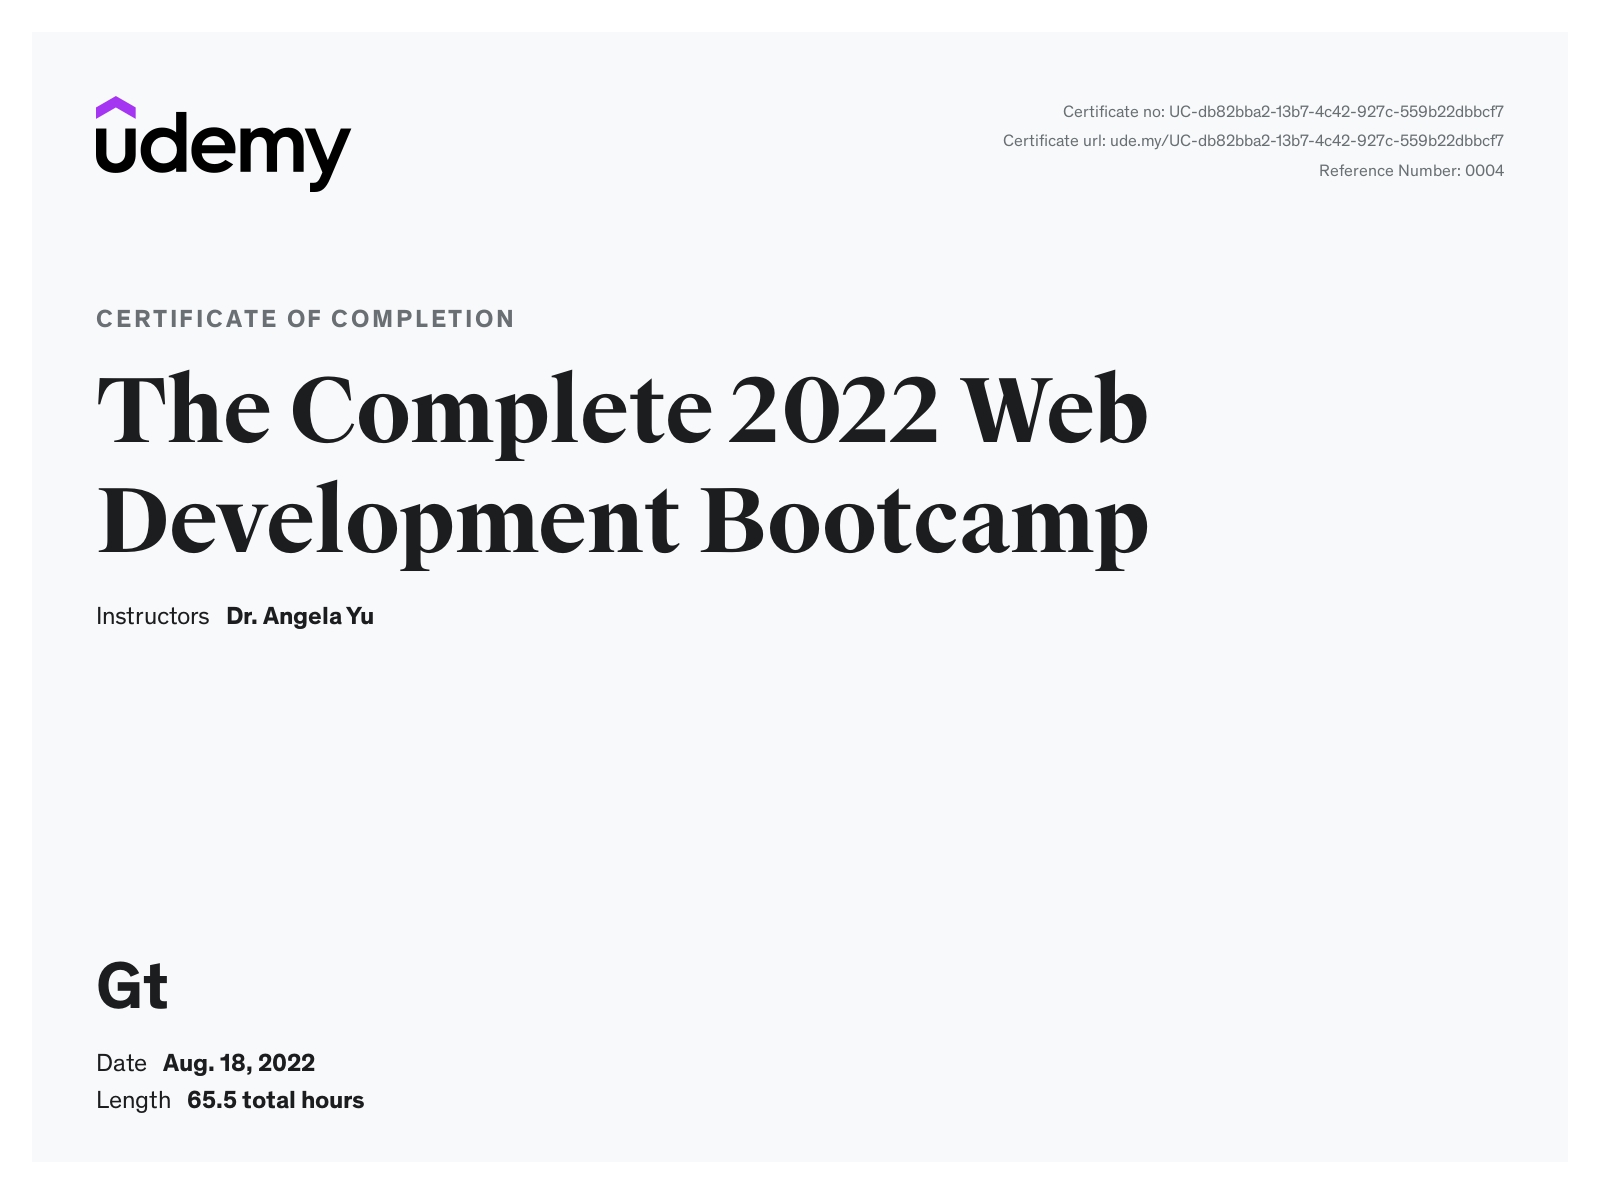 udemy
Certificate no: UC-db82bba2-13b7-4c42-927c-559b22dbbcf7
Certificate url: ude.my/UC-db82bba2-13b7-4c42-927c-559b22dbbcf7
Reference Number: 0004
CERTIFICATE OF COMPLETION
The Complete 2022 Web
Development Bootcamp
Instructors Dr. Angela Yu
Gt
Date Aug. 18, 2022
Length 65.5 total hours